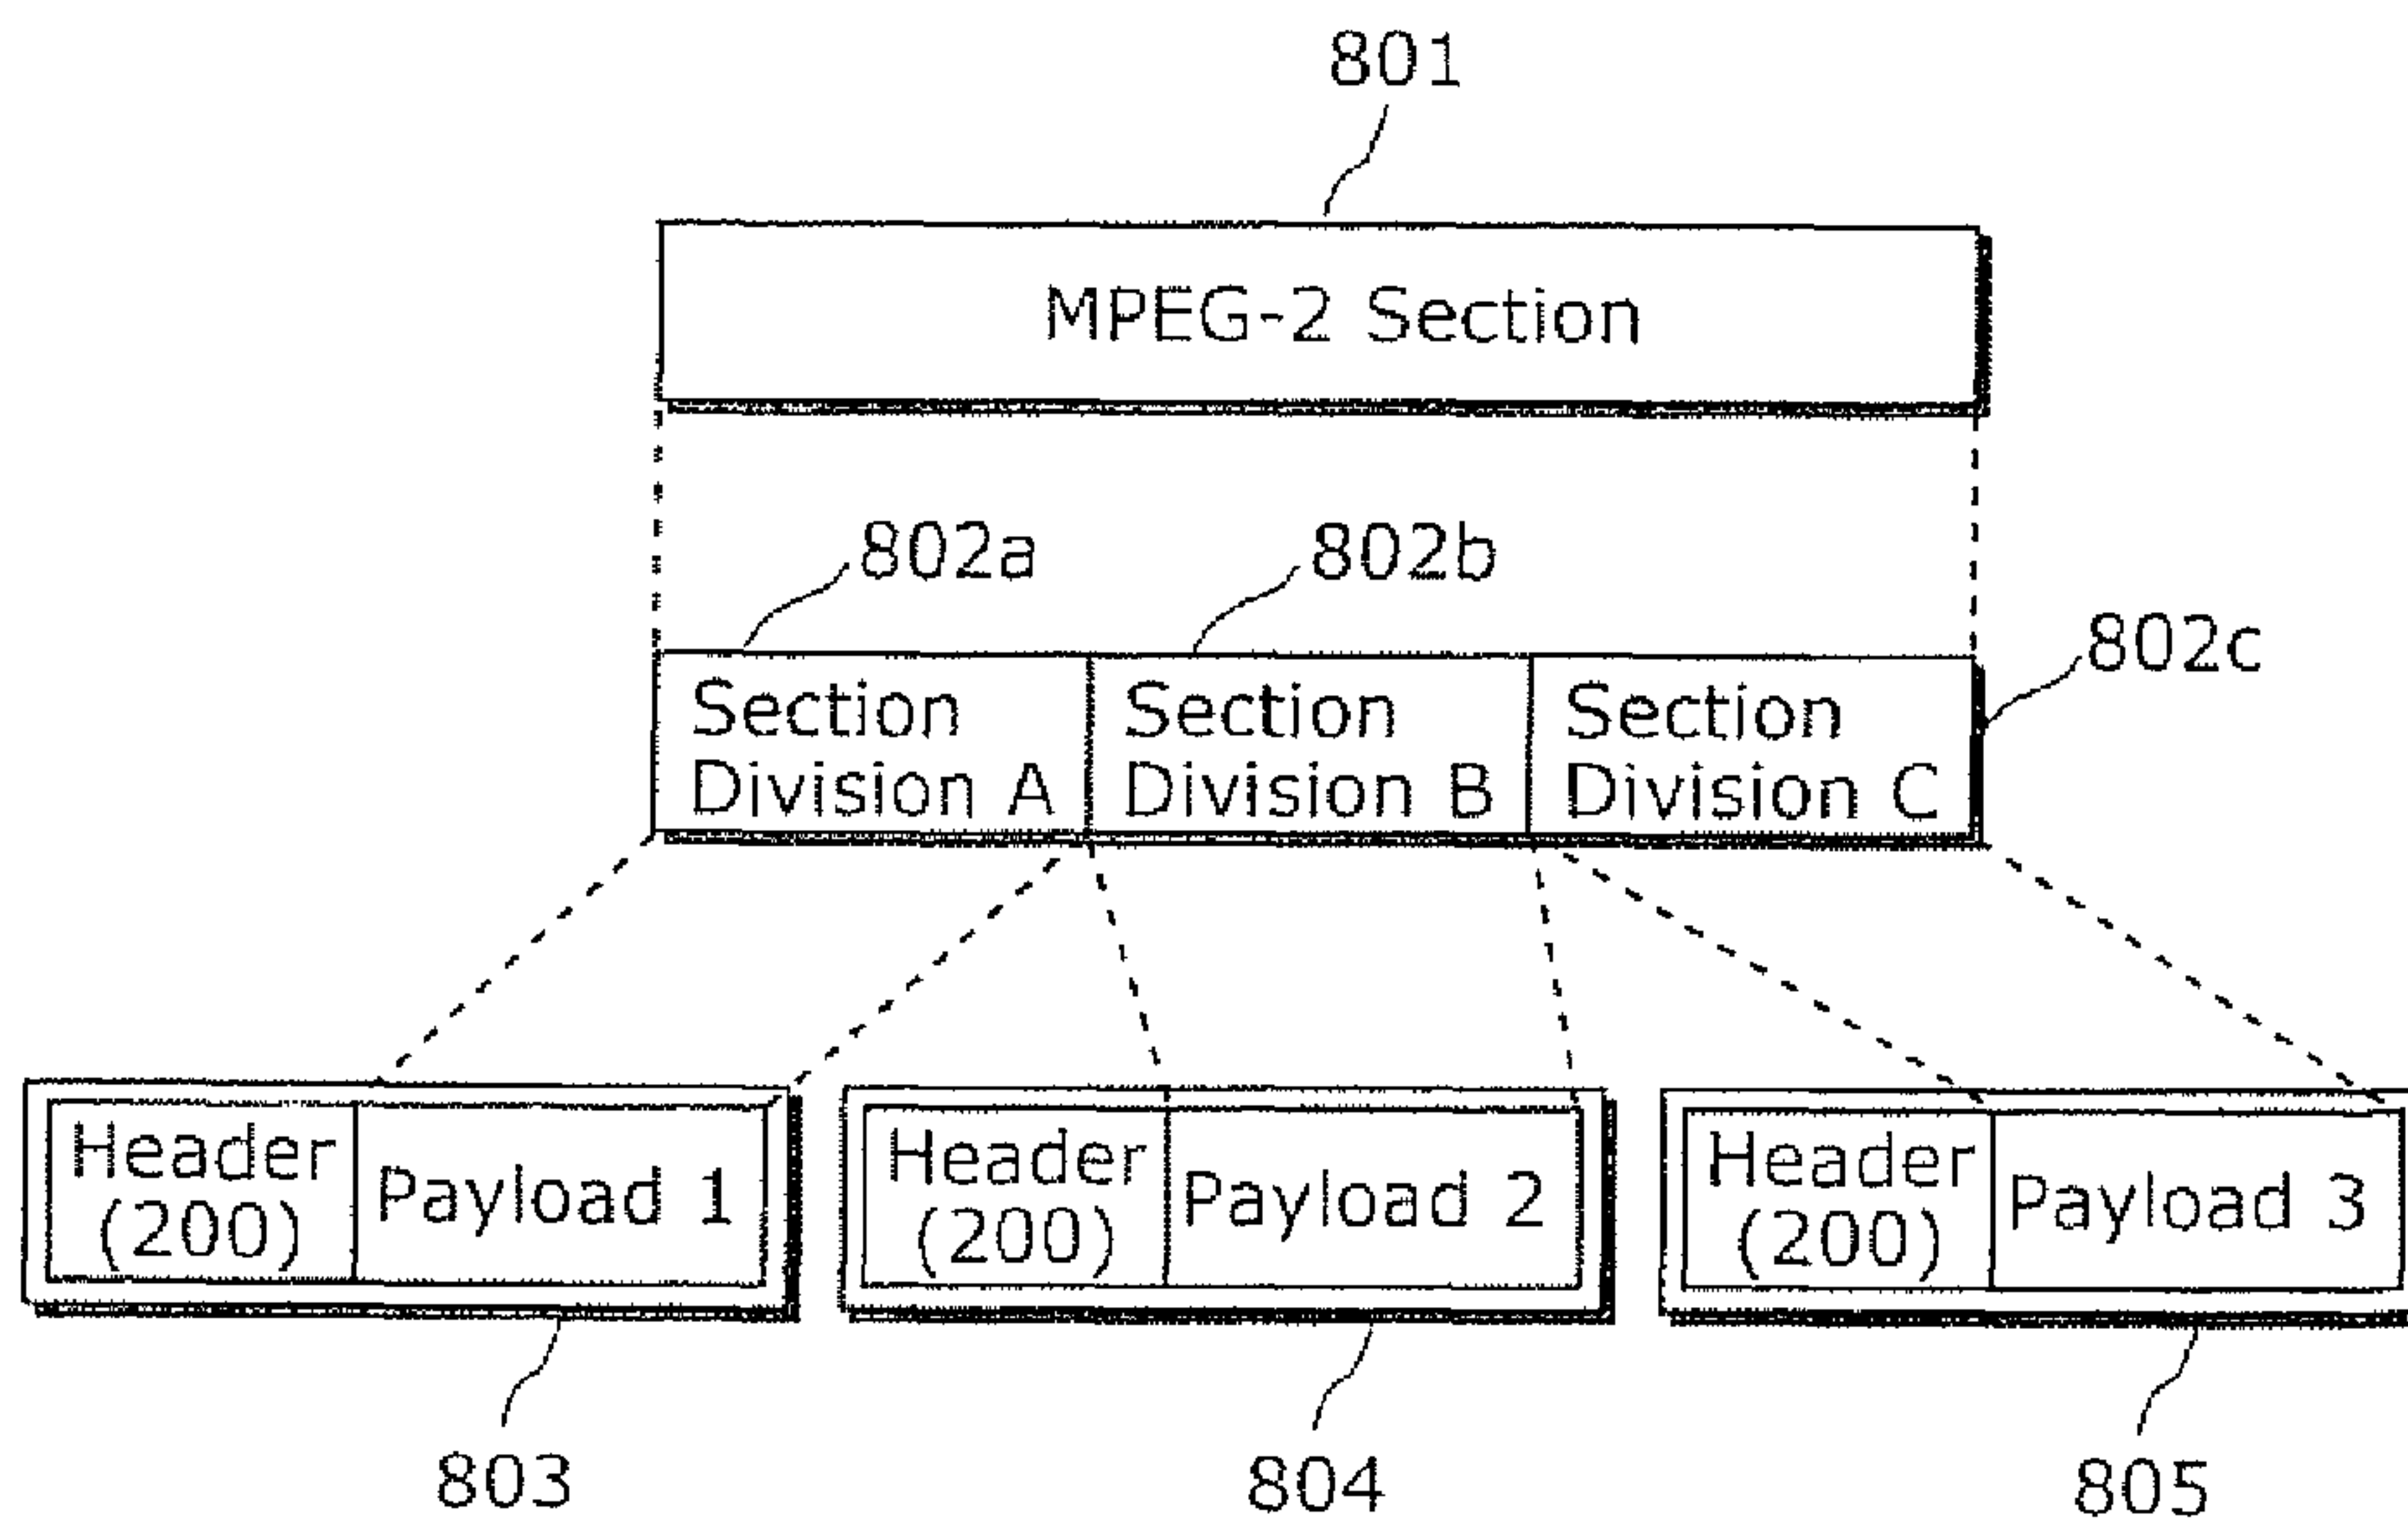 801
MPEG-2 Section
802a
802b
802c
Section
Division A
Section
Division B
Section
Division C
Header
(200)
Payload 1
Header
(200)
Payload 2
Header
(200)
Payload 3
803
804
805